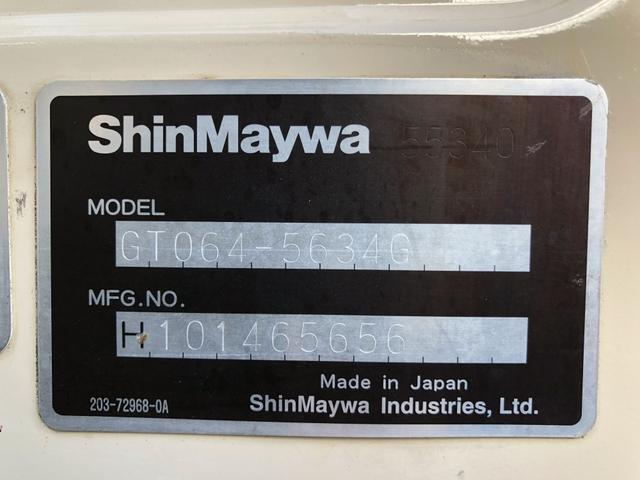 ShinMaywa 55340
MODEL
GT064-5634G
MFG.NO.
H101465656
Made in Japan
203-72968-0A ShinMaywa Industries, Ltd.